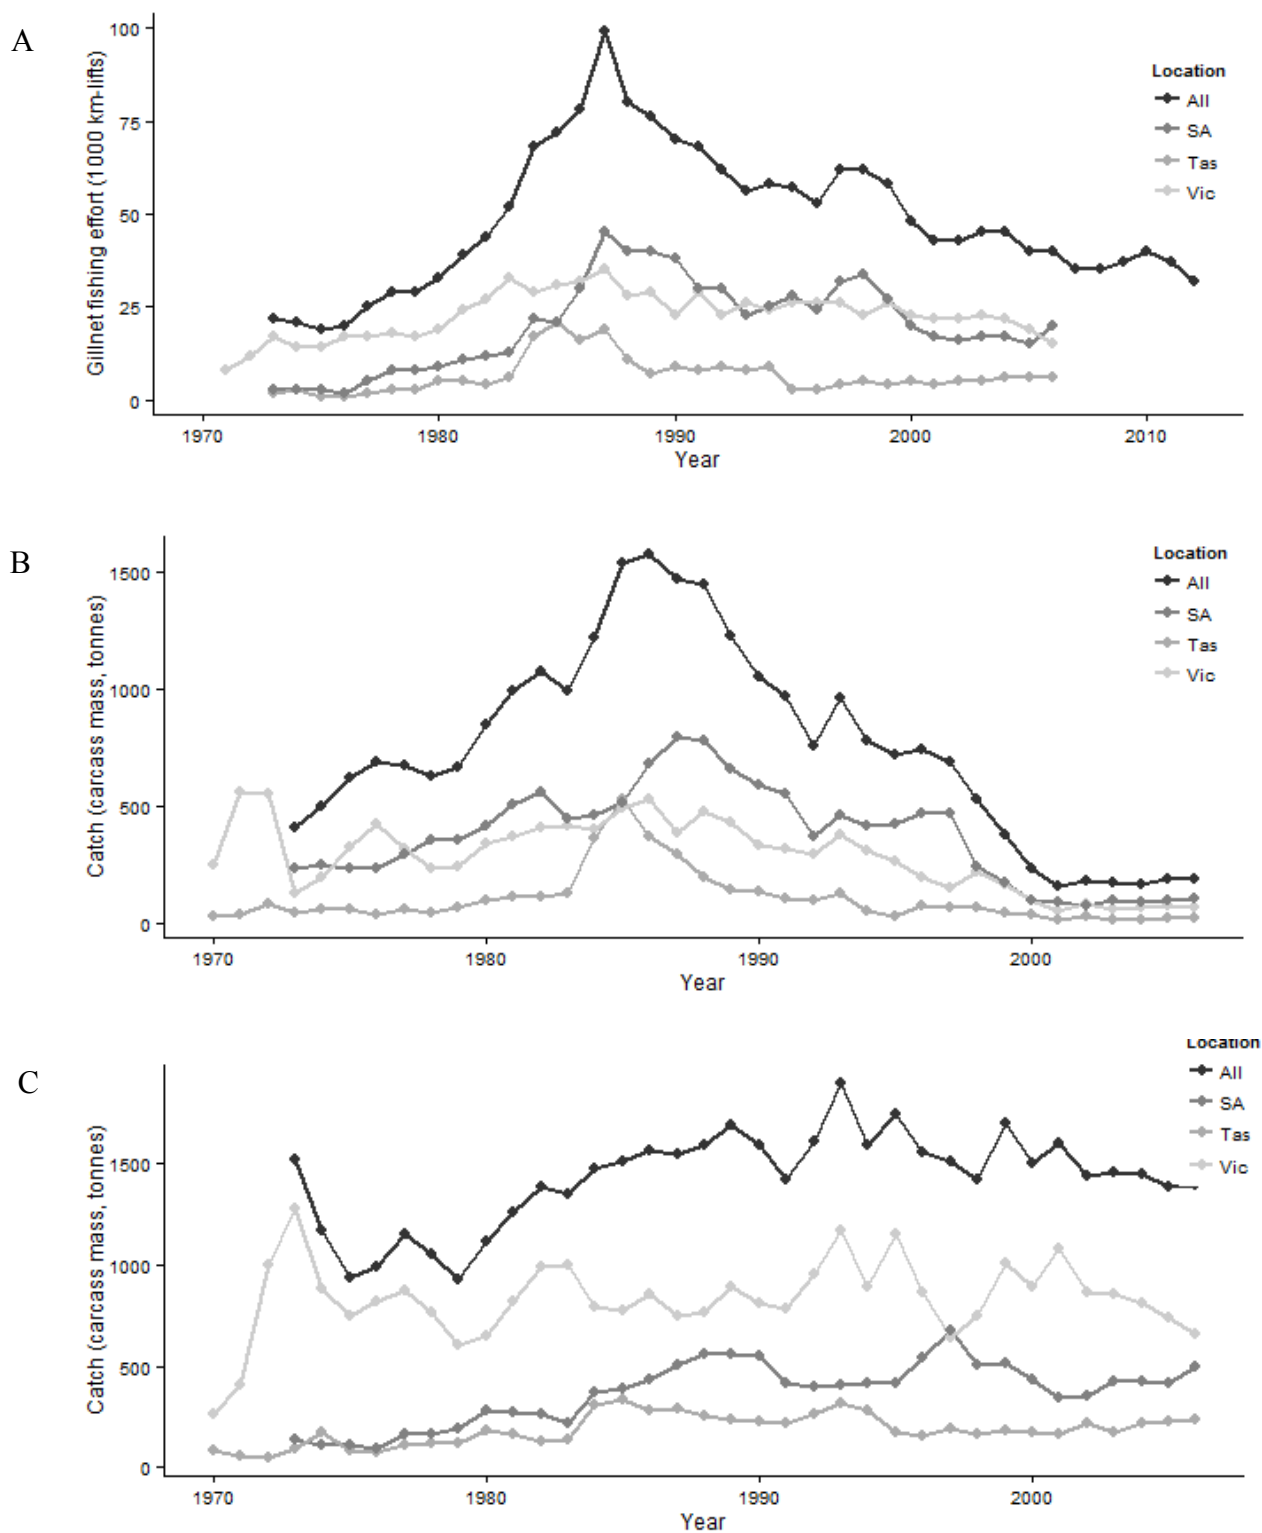 A
Gillnet fishing effort (1000 km-lifts)
100
75
50
25
0
1970
1980
1990
2000
2010
Year
Location
All
SA
Tas
Vic
B
Catch (carcass mass, tonnes)
1500
1000
500
0
1970
1980
1990
2000
Year
Location
All
SA
Tas
Vic
C
Catch (carcass mass, tonnes)
1500
1000
500
0
1970
1980
1990
2000
Year
Location
All
SA
Tas
Vic